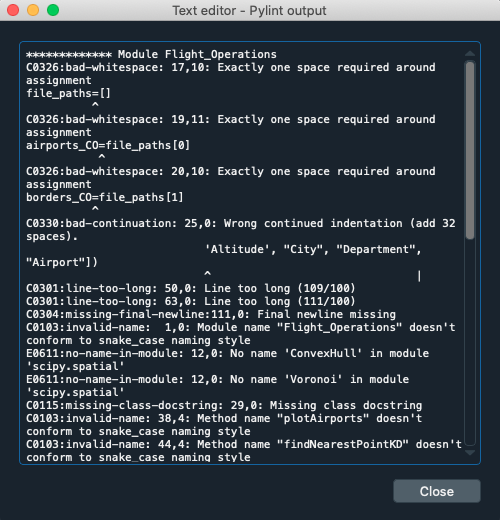 Text editor - Pylint output
************* Module Flight_Operations
C0326:bad-whitespace: 17,10: Exactly one space required around
assignment
file_paths=[]
^
C0326:bad-whitespace: 19,11: Exactly one space required around
assignment
airports_CO=file_paths[0]
^
C0326:bad-whitespace: 20,10: Exactly one space required around
assignment
borders_CO=file_paths[1]
^
C0330:bad-continuation: 25,0: Wrong continued indentation (add 32
spaces).
'Altitude', "City", "Department",
"Airport"])
^ |
C0301:line-too-long: 50,0: Line too long (109/100)
C0301:line-too-long: 63,0: Line too long (111/100)
C0304:missing-final-newline:111,0: Final newline missing
C0103:invalid-name:  1,0: Module name "Flight_Operations" doesn't
conform to snake_case naming style
E0611:no-name-in-module: 12,0: No name 'ConvexHull' in module
'scipy.spatial'
E0611:no-name-in-module: 12,0: No name 'Voronoi' in module
'scipy.spatial'
C0115:missing-class-docstring: 29,0: Missing class docstring
C0103:invalid-name: 38,4: Method name "plotAirports" doesn't
conform to snake_case naming style
C0103:invalid-name: 44,4: Method name "findNearestPointKD" doesn't
conform to snake_case naming style
Close